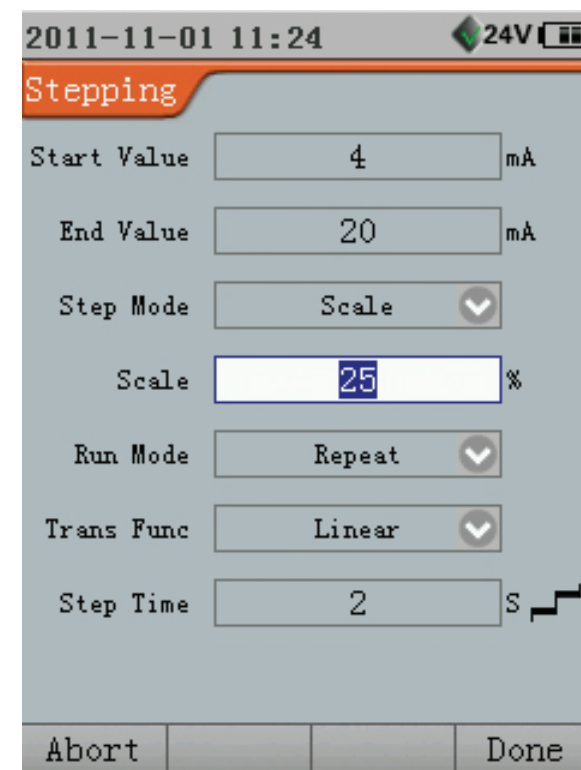 2011-11-01 11:24 24V
Stepping
Start Value 4 mA
End Value 20 mA
Step Mode Scale
Scale 25 %
Run Mode Repeat
Trans Func Linear
Step Time 2 S
Abort Done